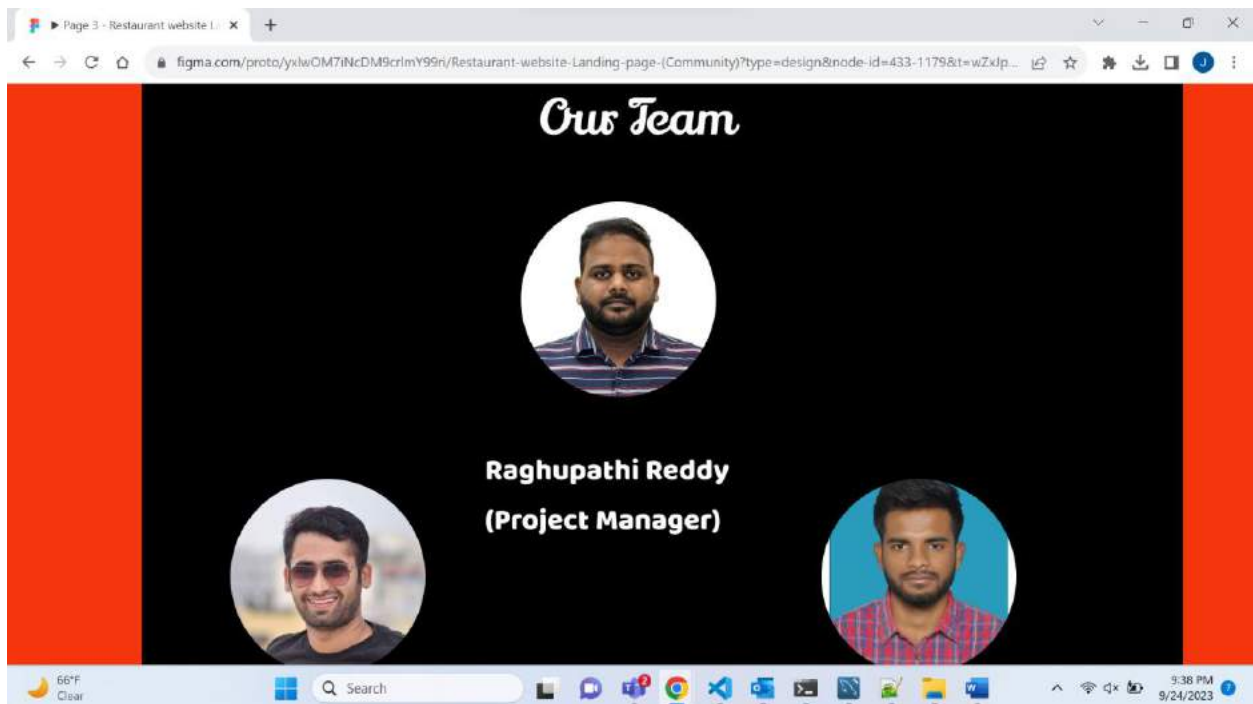 Page 3 - Restaurant website L
figma.com/proto/yxlwOM7iNcDM9crlmY99ri/Restaurant-website-Landing-page-(Community)?type=design&node-id=433-1179&t=wZxJp...
J
Our Team
Raghupathi Reddy
(Project Manager)
66°F
Clear
Search
2
9:38 PM
9/24/2023